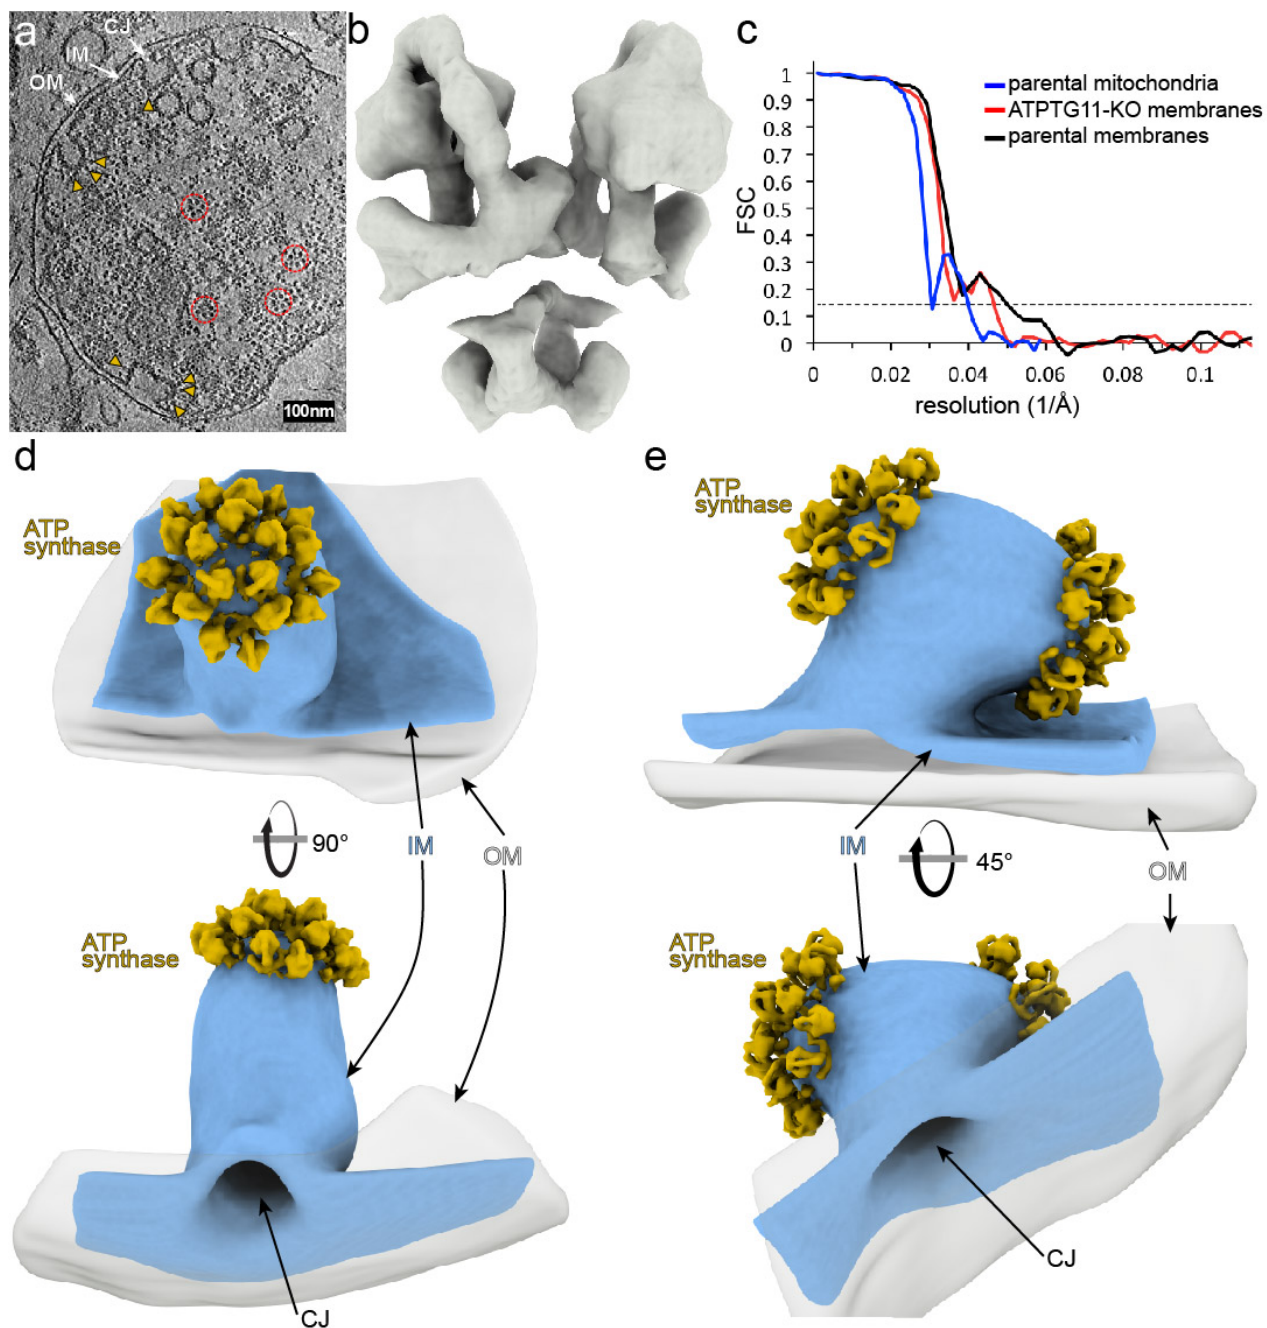 a
CJ
IM
OM
100nm
b
c
FSC
1
0.9
0.8
0.7
0.6
0.5
0.4
0.3
0.2
0.1
0
parental mitochondria
ATPTG11-KO membranes
parental membranes
0 0.02 0.04 0.06 0.08 0.1
resolution (1/Å)
d
ATP
synthase
90°
IM
OM
ATP
synthase
CJ
e
ATP
synthase
IM
45°
OM
ATP
synthase
CJ